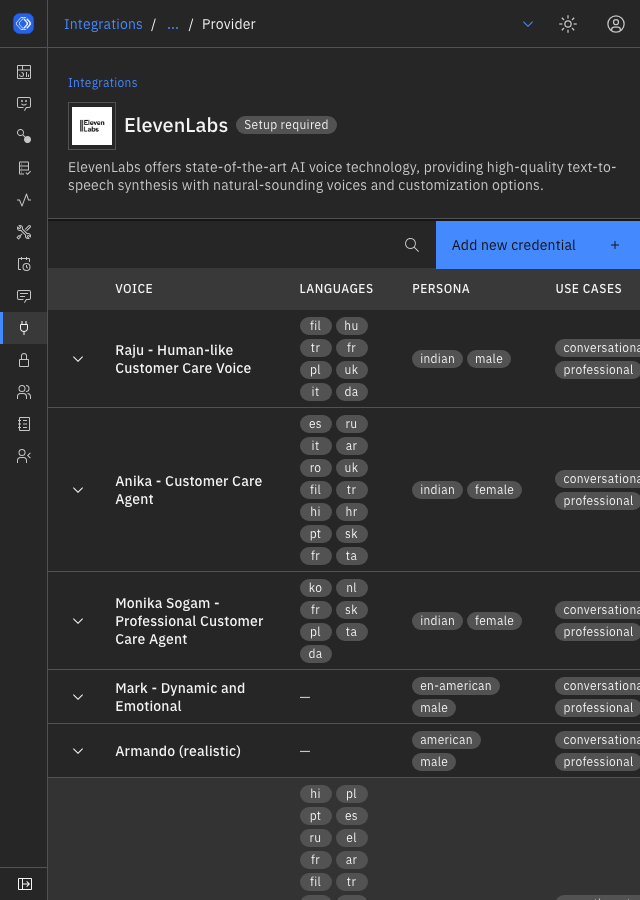 Integrations / ... / Provider
Integrations
Eleven
Labs
ElevenLabs Setup required
ElevenLabs offers state-of-the-art AI voice technology, providing high-quality text-to-
speech synthesis with natural-sounding voices and customization options.
Add new credential +
VOICE LANGUAGES PERSONA USE CASES
Raju - Human-like
Customer Care Voice
fil hu
tr fr
pl uk
it da
indian male
conversationa
professional
Anika - Customer Care
Agent
es ru
it ar
ro uk
fil tr
hi hr
pt sk
fr ta
indian female
conversationa
professional
Monika Sogam -
Professional Customer
Care Agent
ko nl
fr sk
pl ta
da
indian female
conversationa
professional
Mark - Dynamic and
Emotional
—
en-american
male
conversationa
professional
Armando (realistic)
—
american
male
conversationa
professional
hi pl
pt es
ru el
fr ar
fil tr